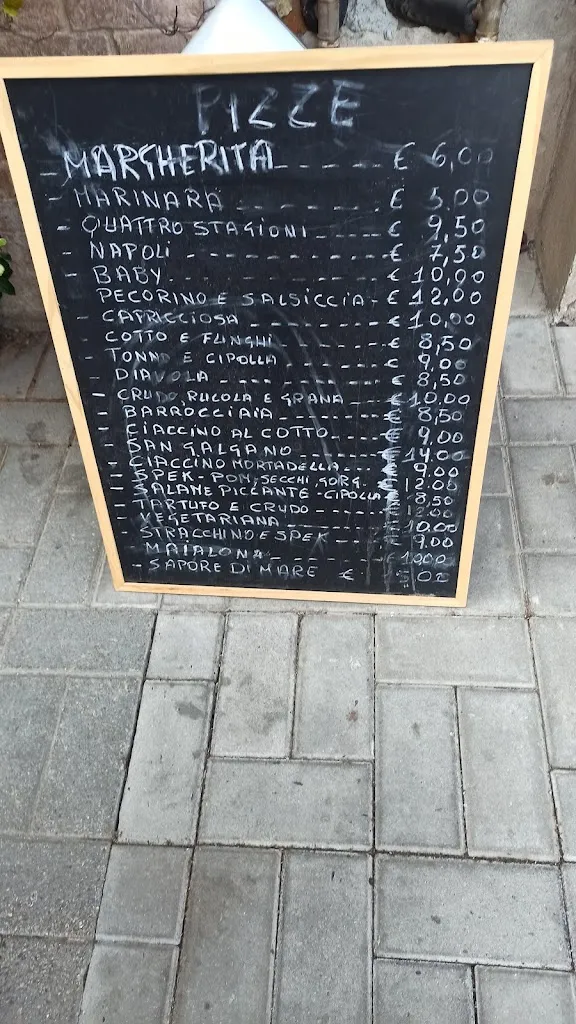 PIZZE
- MARGHERITA - - - - - € 6,00
- MARINARA - - - - - € 5,00
- QUATTRO STAGIONI - - - - € 9,50
- NAPOLI - - - - - € 7,50
- BABY - - - - - € 10,00
- PECORINO E SALSICCIA - € 12,00
- CAPRICCIOSA - - - - - € 10,00
- COTTO E FUNGHI - - - - - € 8,50
- TONNO E CIPOLLA - - - - € 9,00
- DIAVOLA - - - - - € 8,50
- CRUDO, RUCOLA E GRANA - - - € 10,00
- BARROCCIAIA - - - - - € 8,50
- CIACCINO AL COTTO - - - € 9,00
- SAN GALGANO - - - - € 14,00
- CIACCINO MORTADELLA - - € 9,00
- SPEK - POM, SECCHI, GORG. € 12,00
- SALAME PICCANTE - CIPOLLA € 8,50
- TARTUFO E CRUDO - - - 12,00
- VEGETARIANA - - - 10,00
STRACCHINO E SPEK - - 9,00
MAIALONA - - - 10,00
- SAPORE DI MARE €